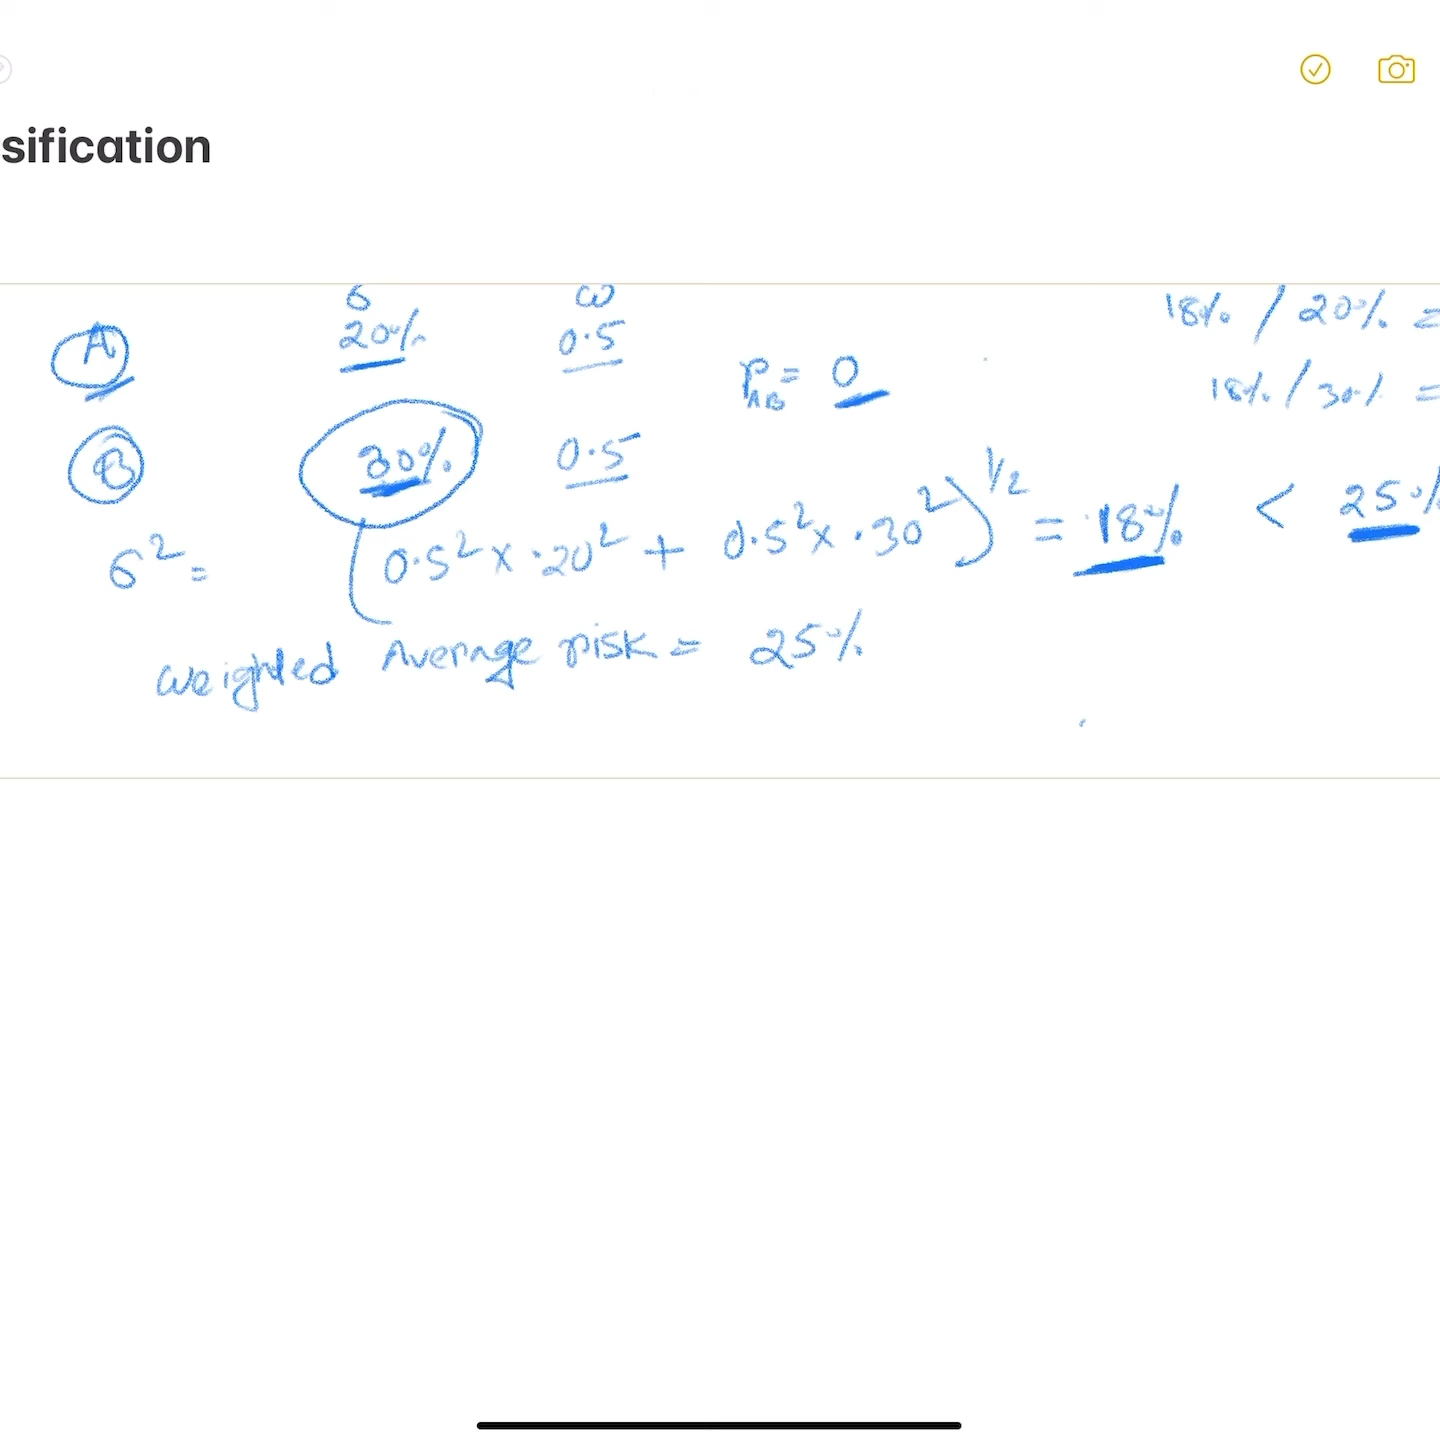 sification
σ ω
A 20% 0.5 18% / 20% =
ρAB = 0
18% / 30% =
B 30% 0.5
σ² = (0.5² x .20² + 0.5² x .30²)^1/2 = .18% < 25%
weighted Average risk = 25%